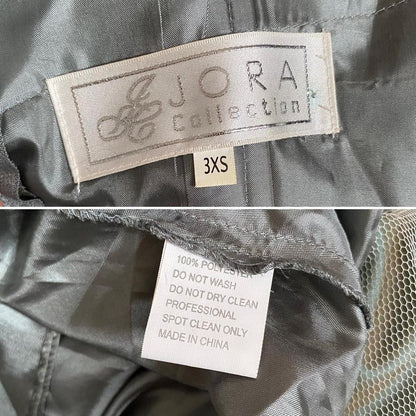 JORA
Collection
3XS
100% POLYESTER
DO NOT WASH
DO NOT DRY CLEAN
PROFESSIONAL
SPOT CLEAN ONLY
MADE IN CHINA